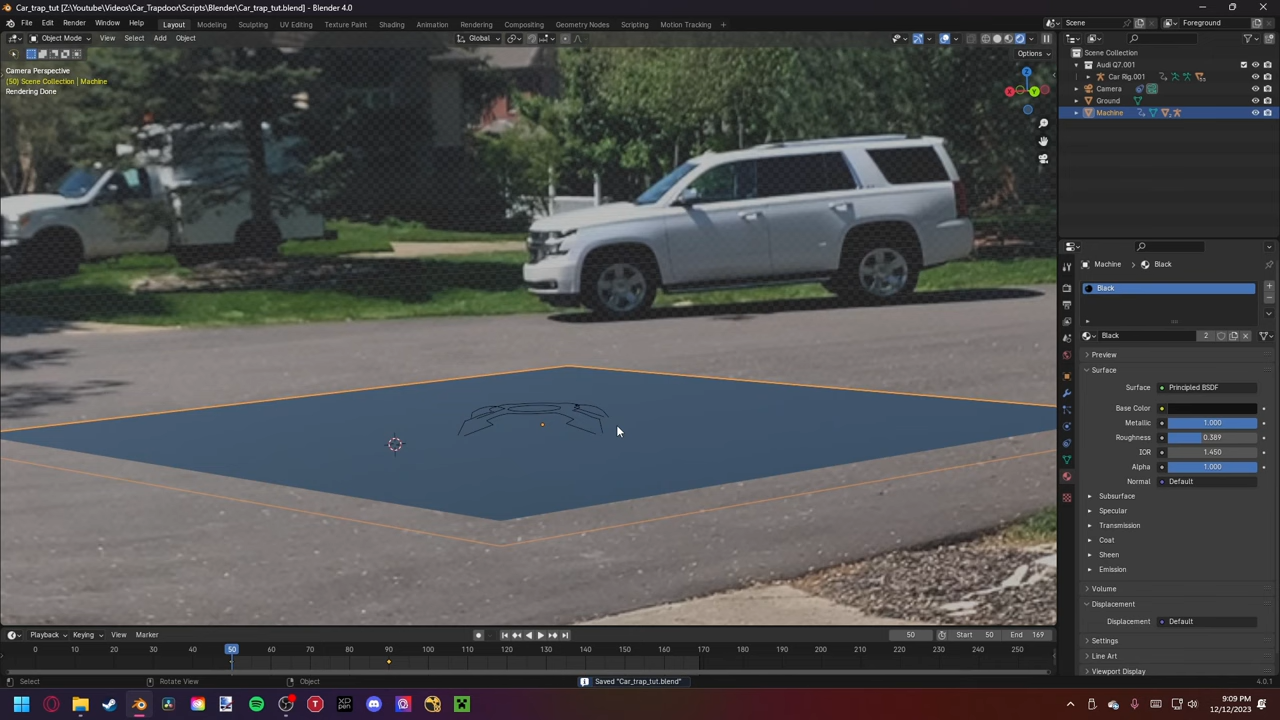 Car_trap_tut [Z:\Youtube\Videos\Car_Trapdoor\Scripts\Blender\Car_trap_tut.blend] - Blender 4.0
File Edit Render Window Help Layout Modeling Sculpting UV Editing Texture Paint Shading Animation Rendering Compositing Geometry Nodes Scripting Motion Tracking Scene Foreground
Object Mode View Select Add Object Global
Options
Camera Perspective
(50) Scene Collection | Machine
Rendering Done
Z
X
Y
Scene Collection
Audi Q7.001
Car Rig.001
Camera
Ground
Machine
Machine Black
Black
Black 2
Preview
Surface
Surface Principled BSDF
Base Color
Metallic 1.000
Roughness 0.389
IOR 1.450
Alpha 1.000
Normal Default
Subsurface
Specular
Transmission
Coat
Sheen
Emission
Volume
Displacement
Displacement Default
Settings
Line Art
Viewport Display
Playback Keying View Marker 50 Start 50 End 169
0 10 20 30 40 50 60 70 80 90 100 110 120 130 140 150 160 170 180 190 200 210 220 230 240 250
Select Rotate View Object Saved "Car_trap_tut.blend" 4.0.1
9:09 PM
12/12/2023